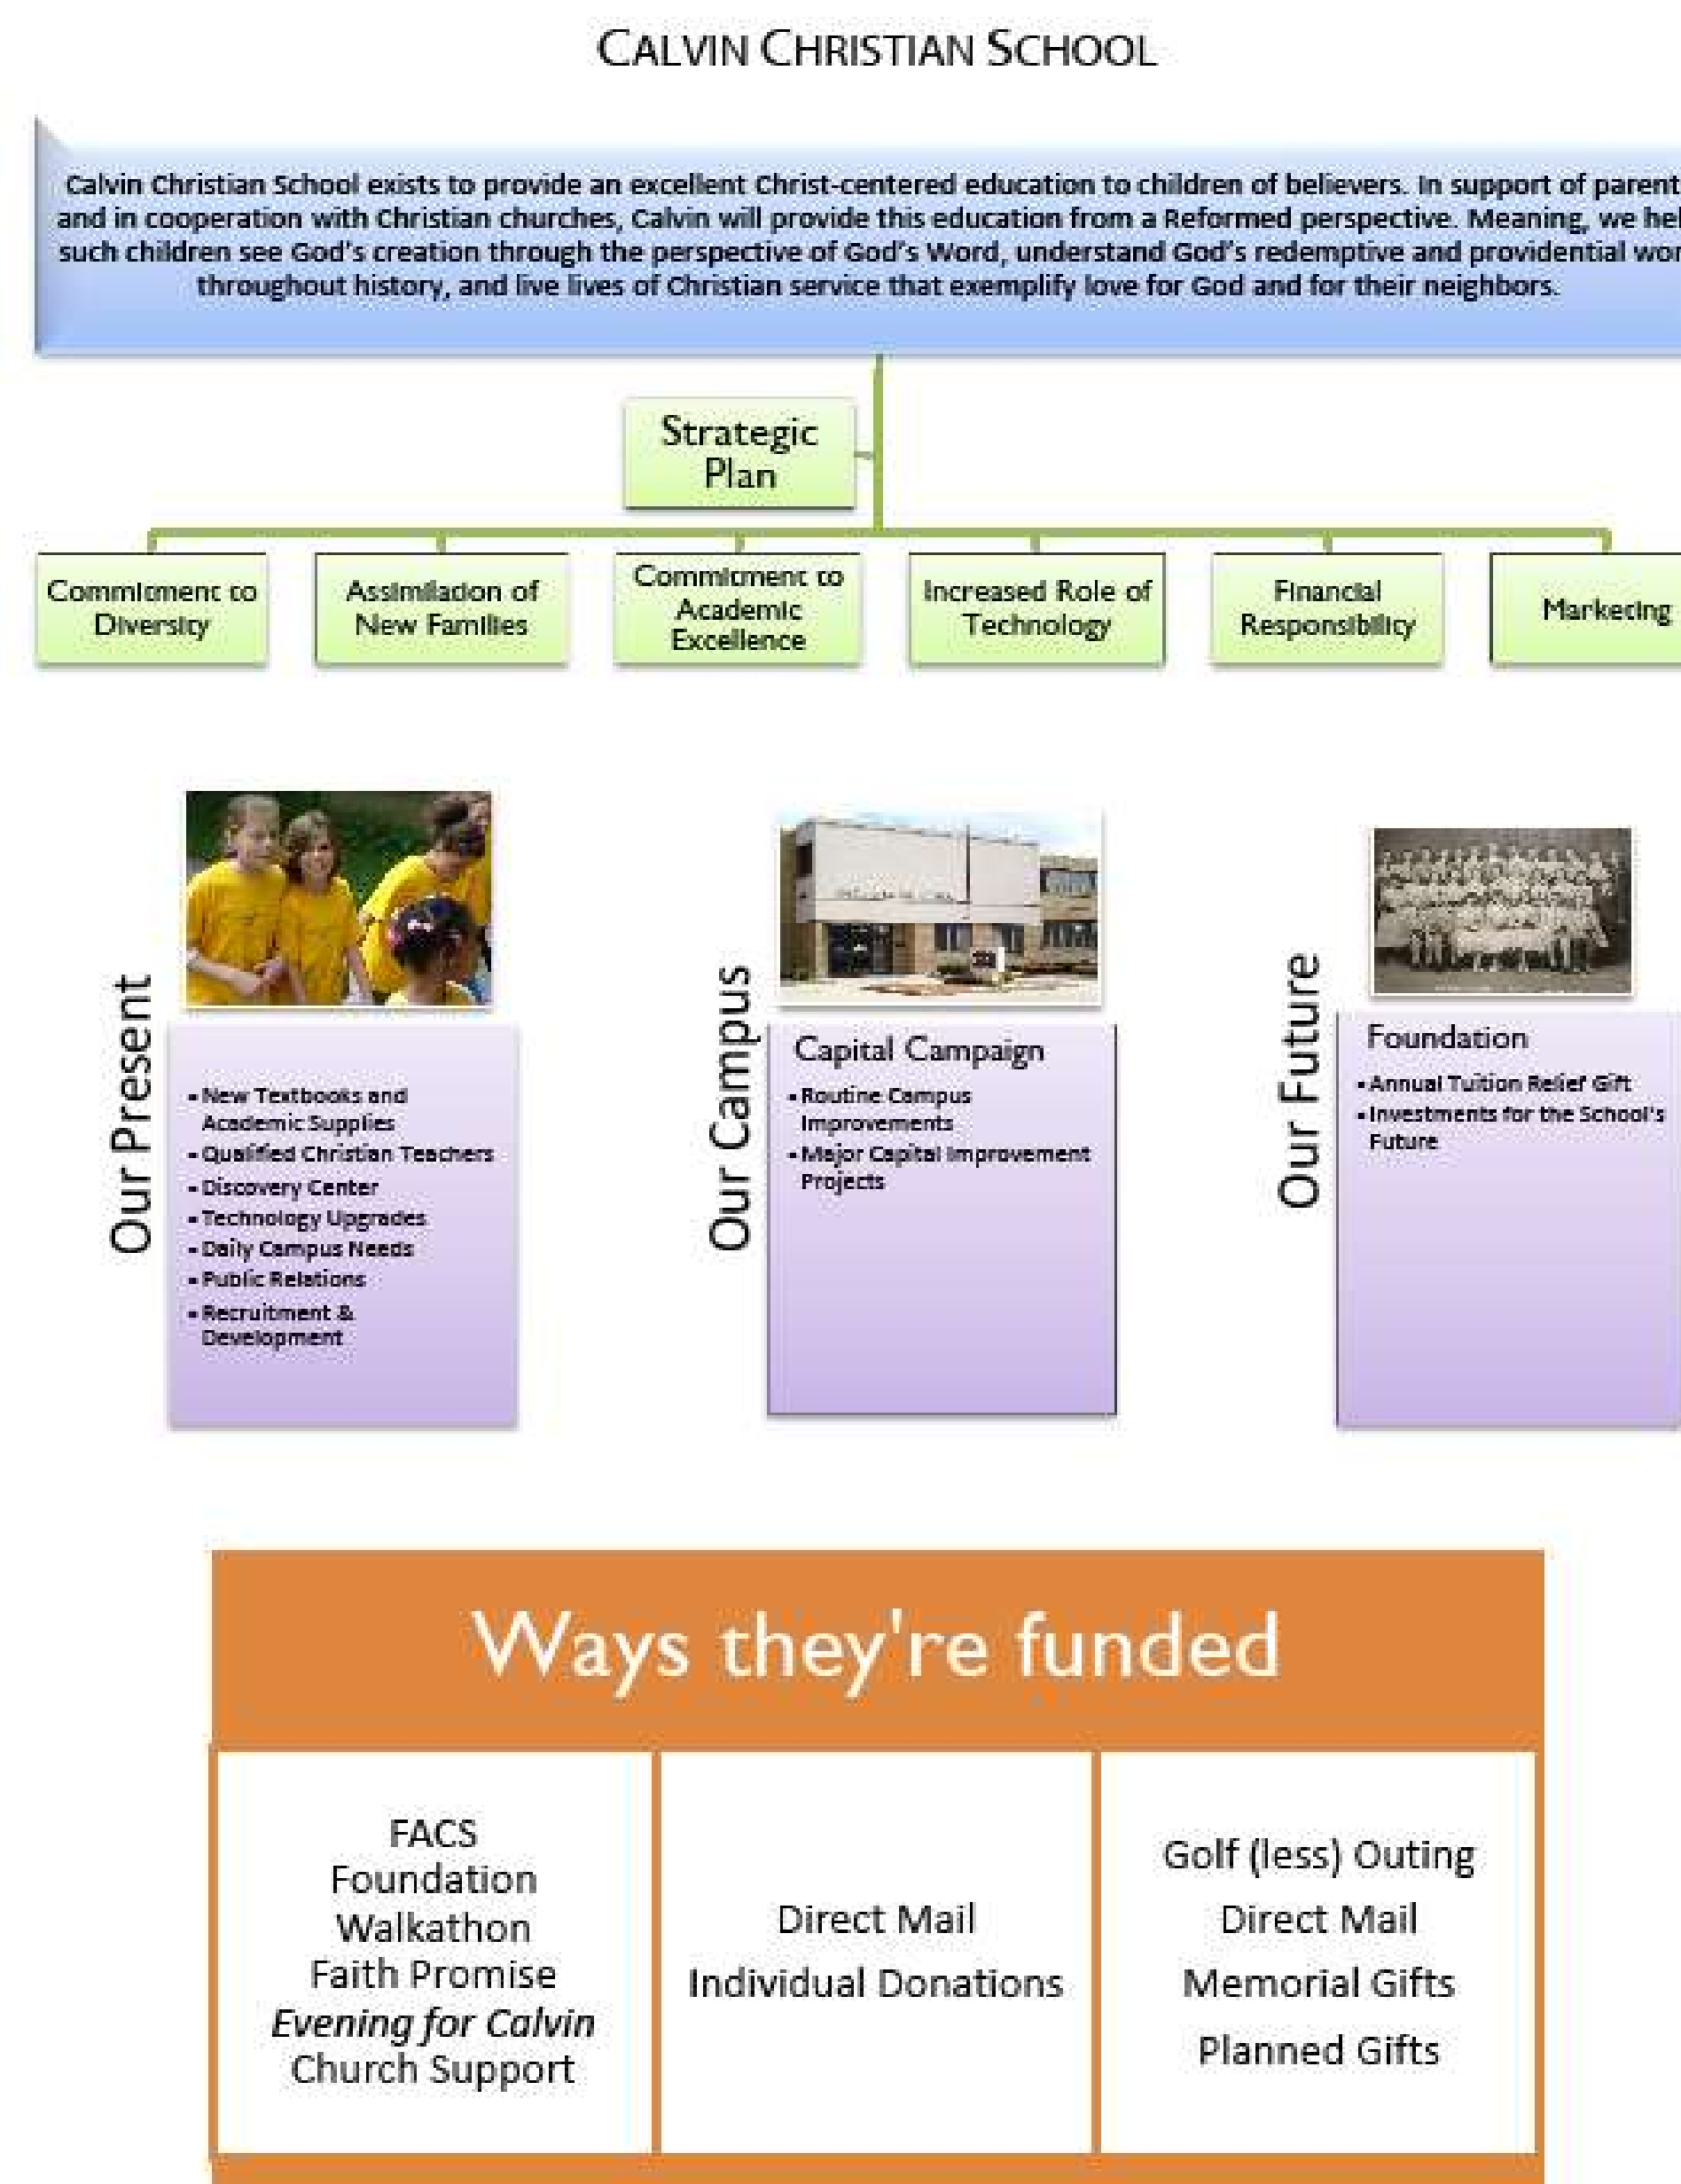 CALVIN CHRISTIAN SCHOOL
Calvin Christian School exists to provide an excellent Christ-centered education to children of believers. In support of parent
and in cooperation with Christian churches, Calvin will provide this education from a Reformed perspective. Meaning, we hel
such children see God's creation through the perspective of God's Word, understand God's redemptive and providential wor
throughout history, and live lives of Christian service that exemplify love for God and for their neighbors.
Strategic
Plan
Commitment to
Diversity
Assimilation of
New Families
Commitment to
Academic
Excellence
Increased Role of
Technology
Financial
Responsibility
Marketing
Our Present
▪ New Textbooks and
Academic Supplies
▪ Qualified Christian Teachers
▪ Discovery Center
▪ Technology Upgrades
▪ Daily Campus Needs
▪ Public Relations
▪ Recruitment &
Development
Our Campus
Capital Campaign
▪ Routine Campus
Improvements
▪ Major Capital Improvement
Projects
Our Future
Foundation
▪ Annual Tuition Relief Gift
▪ Investments for the School's
Future
Ways they're funded
FACS
Foundation
Walkathon
Faith Promise
Evening for Calvin
Church Support
Direct Mail
Individual Donations
Golf (less) Outing
Direct Mail
Memorial Gifts
Planned Gifts